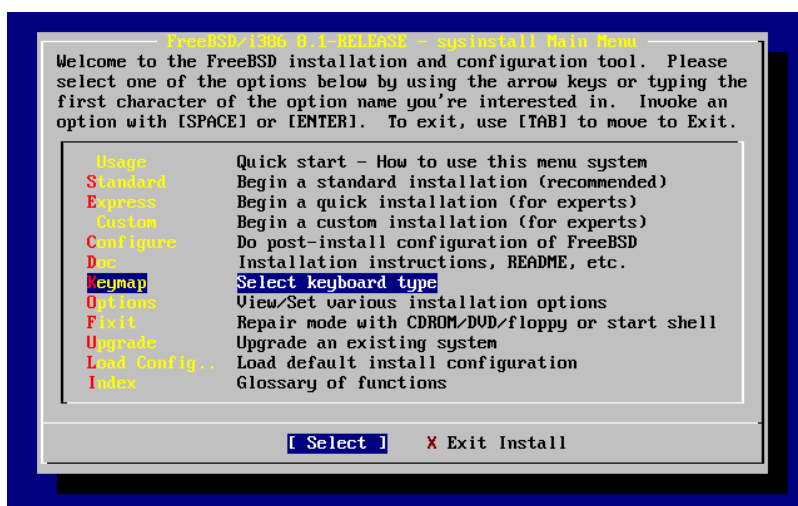 FreeBSD/i386 8.1-RELEASE - sysinstall Main Menu
Welcome to the FreeBSD installation and configuration tool.  Please
select one of the options below by using the arrow keys or typing the
first character of the option name you're interested in.  Invoke an
option with [SPACE] or [ENTER].  To exit, use [TAB] to move to Exit.
Usage Quick start - How to use this menu system
Standard Begin a standard installation (recommended)
Express Begin a quick installation (for experts)
Custom Begin a custom installation (for experts)
Configure Do post-install configuration of FreeBSD
Doc Installation instructions, README, etc.
Keymap Select keyboard type
Options View/Set various installation options
Fixit Repair mode with CDROM/DVD/floppy or start shell
Upgrade Upgrade an existing system
Load Config.. Load default install configuration
Index Glossary of functions
[ Select ] X Exit Install